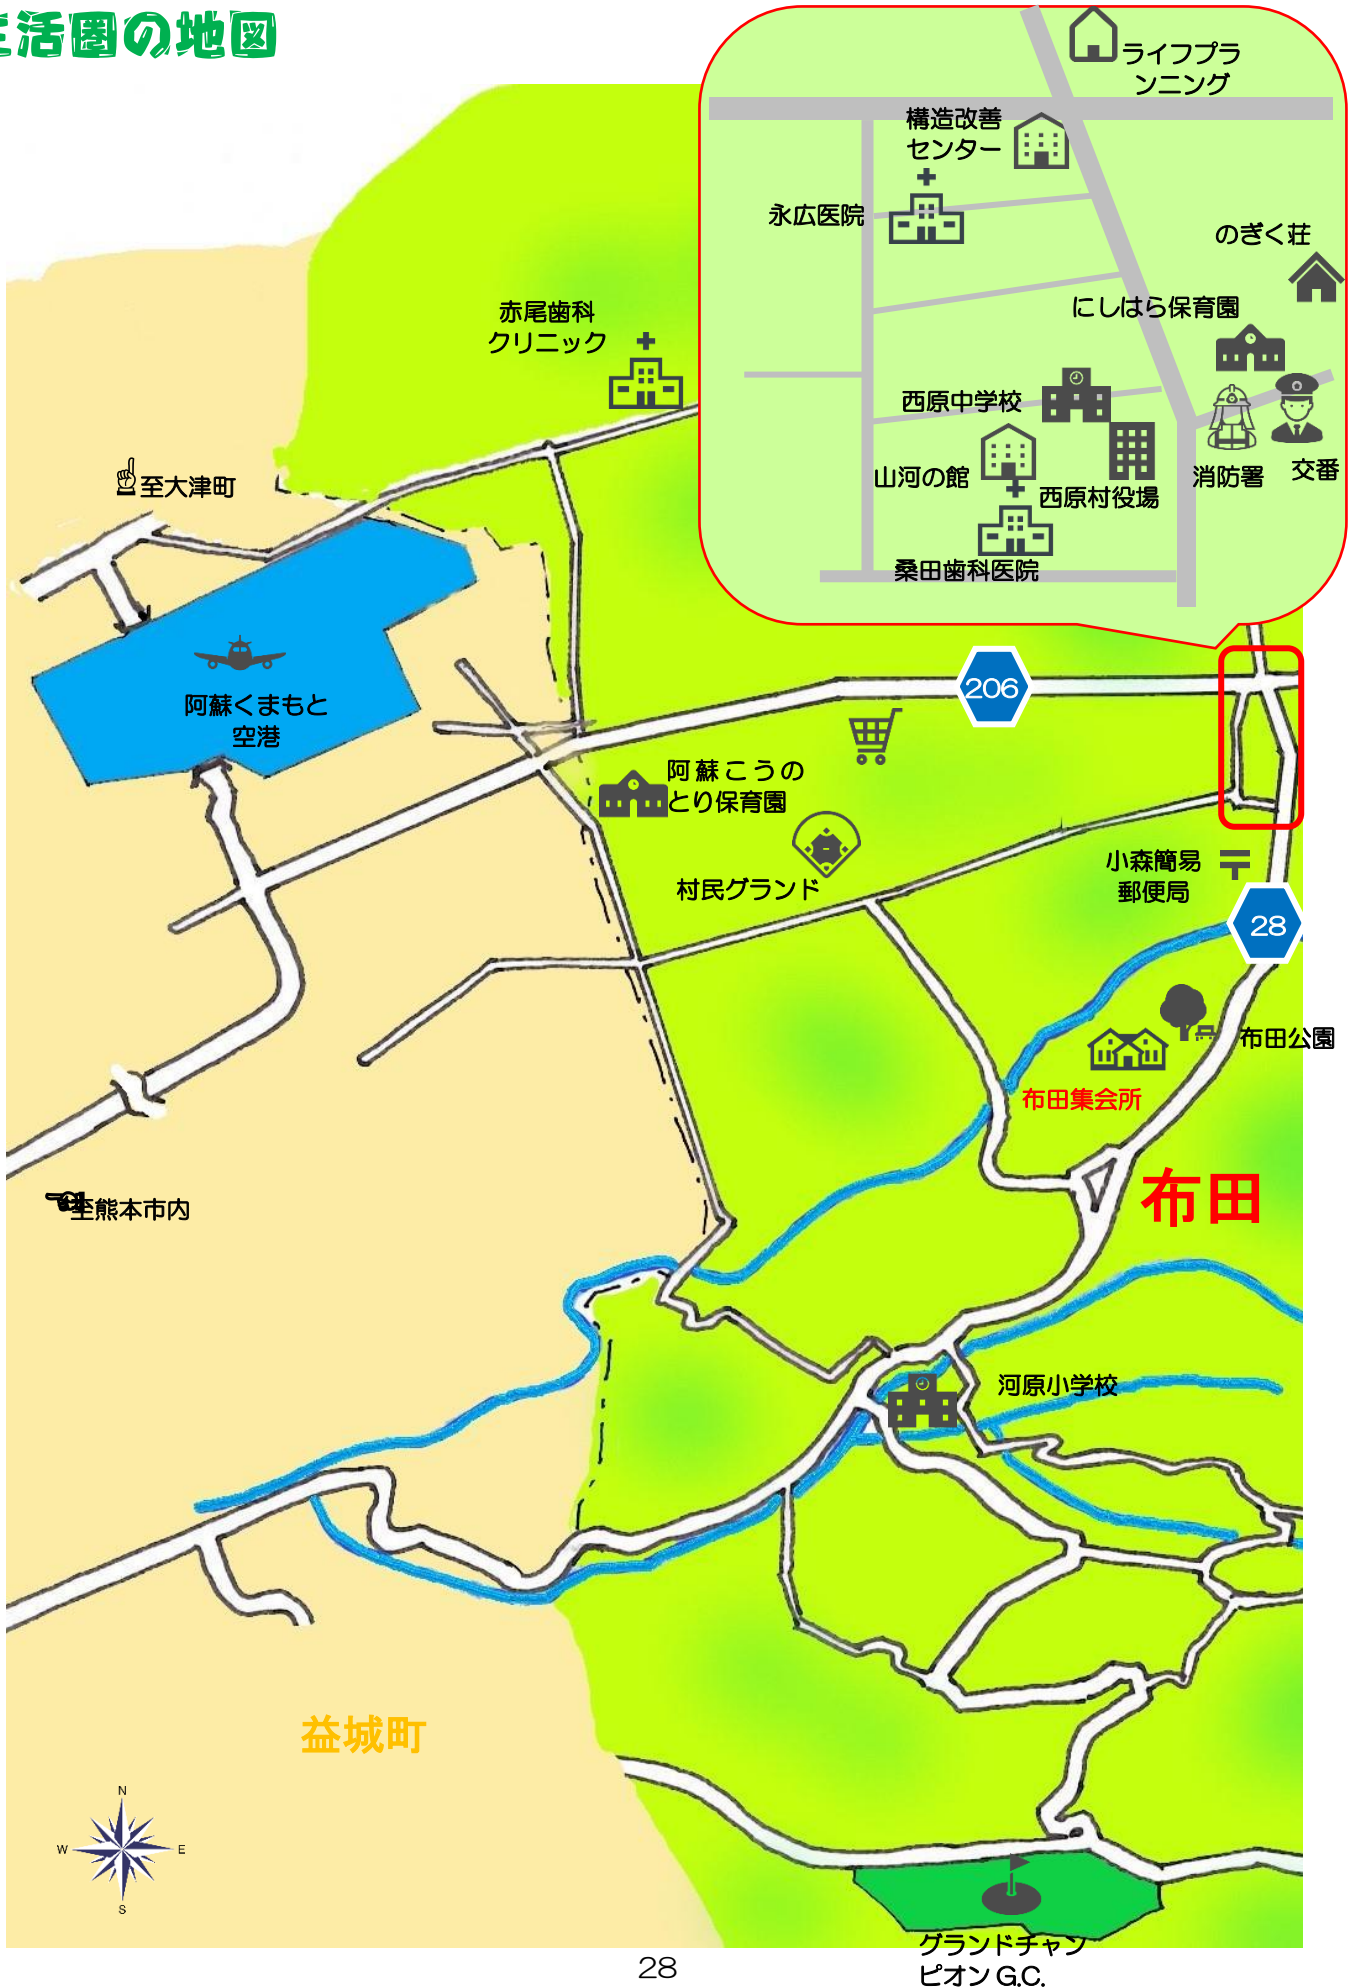 活圏の地図
ライフプラ
ンニング
構造改善
センター
永広医院
のぎく荘
にしはら保育園
西原中学校
山河の館
西原村役場
消防署
交番
桑田歯科医院
赤尾歯科
クリニック
至大津町
阿蘇くまもと
空港
206
阿蘇こうの
とり保育園
村民グランド
小森簡易
郵便局
28
布田公園
布田集会所
布田
至熊本市内
河原小学校
益城町
N
W
E
S
グランドチャン
ピオン G.C.
28